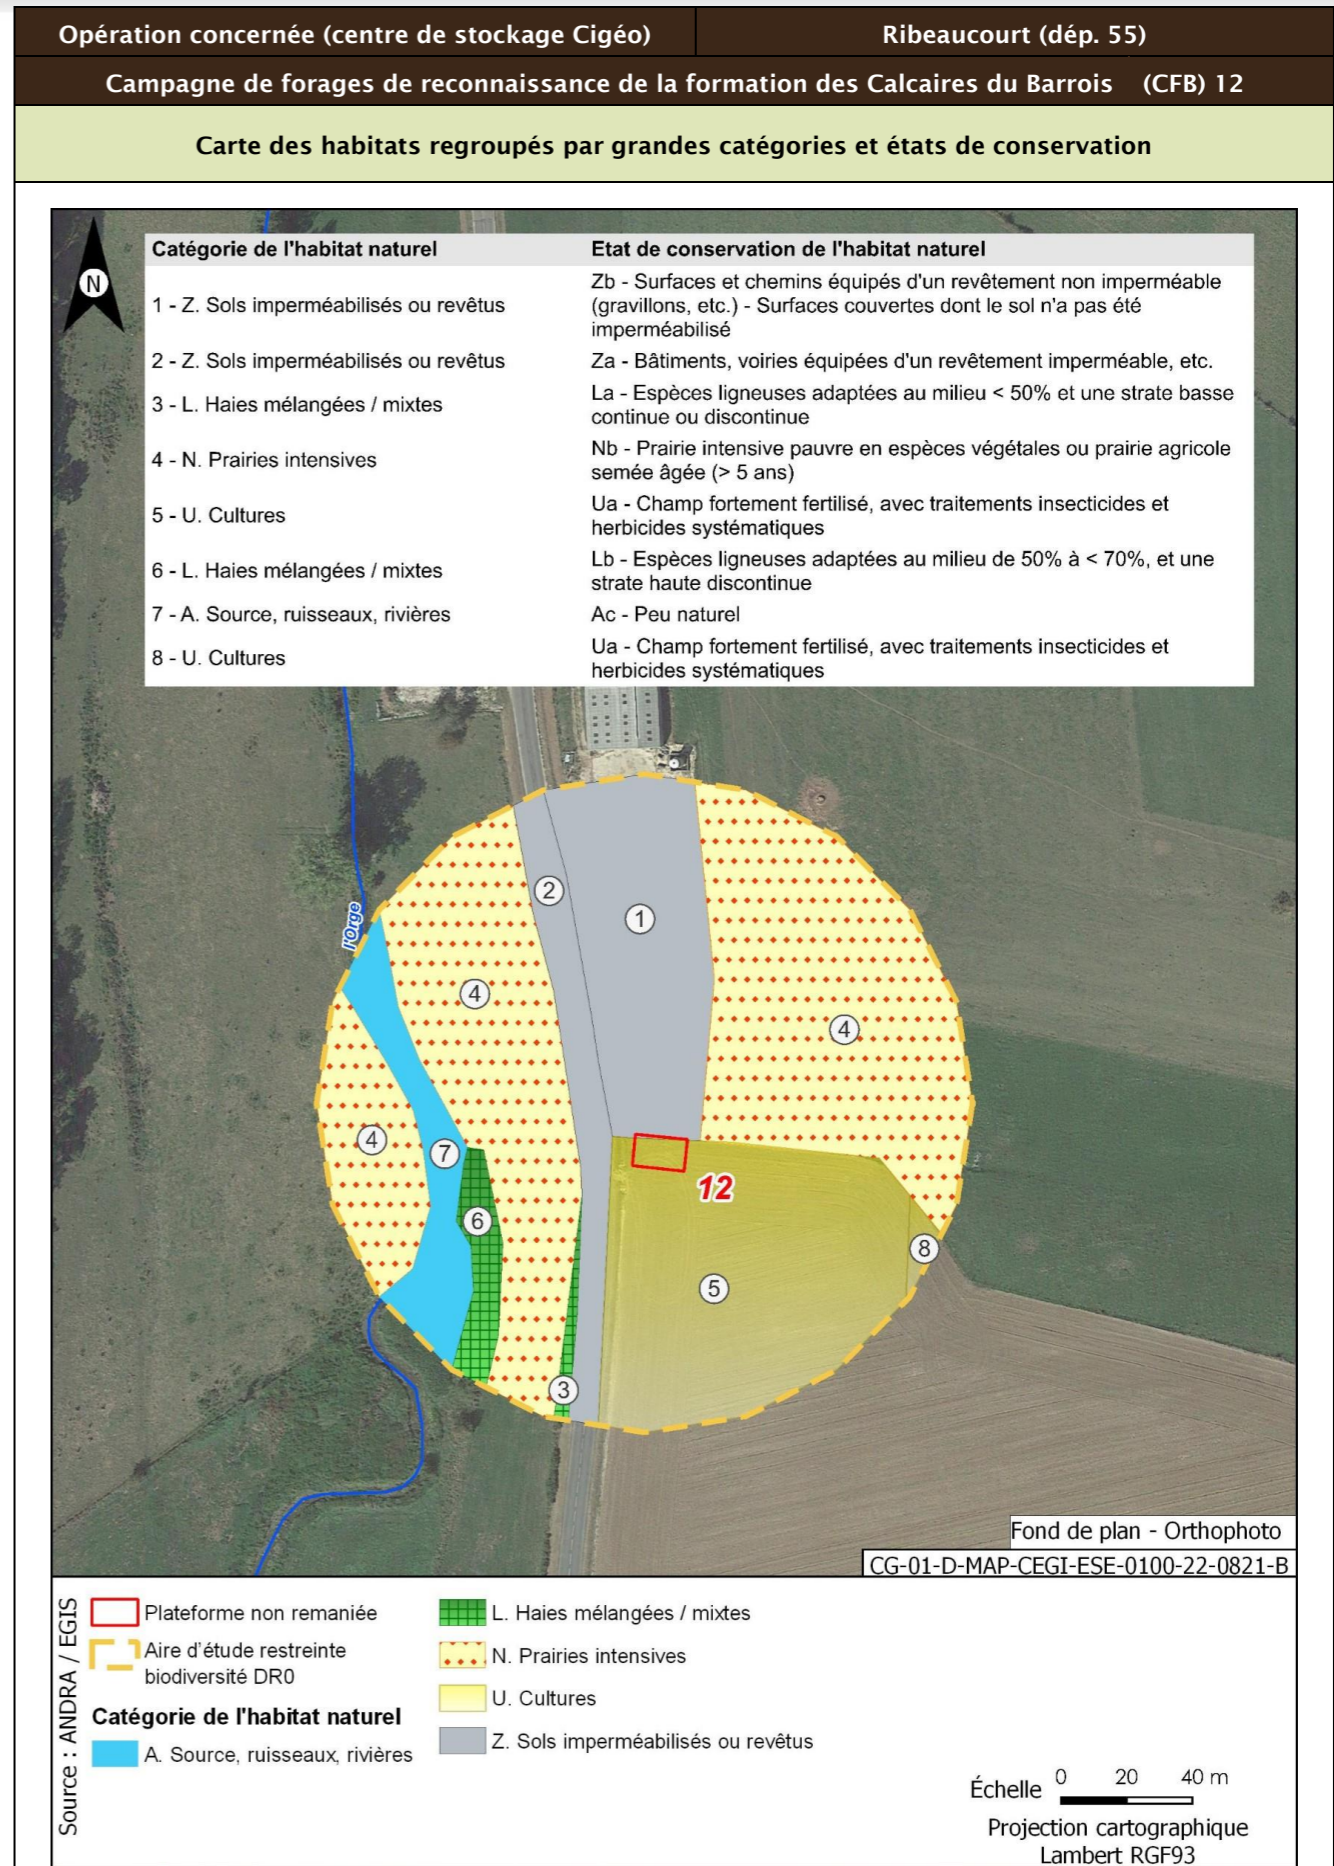 Opération concernée (centre de stockage Cigéo)
Ribeaucourt (dép. 55)
Campagne de forages de reconnaissance de la formation des Calcaires du Barrois (CFB) 12
Carte des habitats regroupés par grandes catégories et états de conservation
N
Catégorie de l'habitat naturel
Etat de conservation de l'habitat naturel
1 - Z. Sols imperméabilisés ou revêtus
Zb - Surfaces et chemins équipés d'un revêtement non imperméable
(gravillons, etc.) - Surfaces couvertes dont le sol n'a pas été
imperméabilisé
2 - Z. Sols imperméabilisés ou revêtus
Za - Bâtiments, voiries équipées d'un revêtement imperméable, etc.
3 - L. Haies mélangées / mixtes
La - Espèces ligneuses adaptées au milieu < 50% et une strate basse
continue ou discontinue
4 - N. Prairies intensives
Nb - Prairie intensive pauvre en espèces végétales ou prairie agricole
semée âgée (> 5 ans)
5 - U. Cultures
Ua - Champ fortement fertilisé, avec traitements insecticides et
herbicides systématiques
6 - L. Haies mélangées / mixtes
Lb - Espèces ligneuses adaptées au milieu de 50% à < 70%, et une
strate haute discontinue
7 - A. Source, ruisseaux, rivières
Ac - Peu naturel
8 - U. Cultures
Ua - Champ fortement fertilisé, avec traitements insecticides et
herbicides systématiques
2
1
l'Orge
4
4
4
7
12
6
8
5
3
Fond de plan - Orthophoto
CG-01-D-MAP-CEGI-ESE-0100-22-0821-B
Source : ANDRA / EGIS
Plateforme non remaniée
Aire d'étude restreinte
biodiversité DR0
Catégorie de l'habitat naturel
A. Source, ruisseaux, rivières
L. Haies mélangées / mixtes
N. Prairies intensives
U. Cultures
Z. Sols imperméabilisés ou revêtus
Échelle 0 20 40 m
Projection cartographique
Lambert RGF93